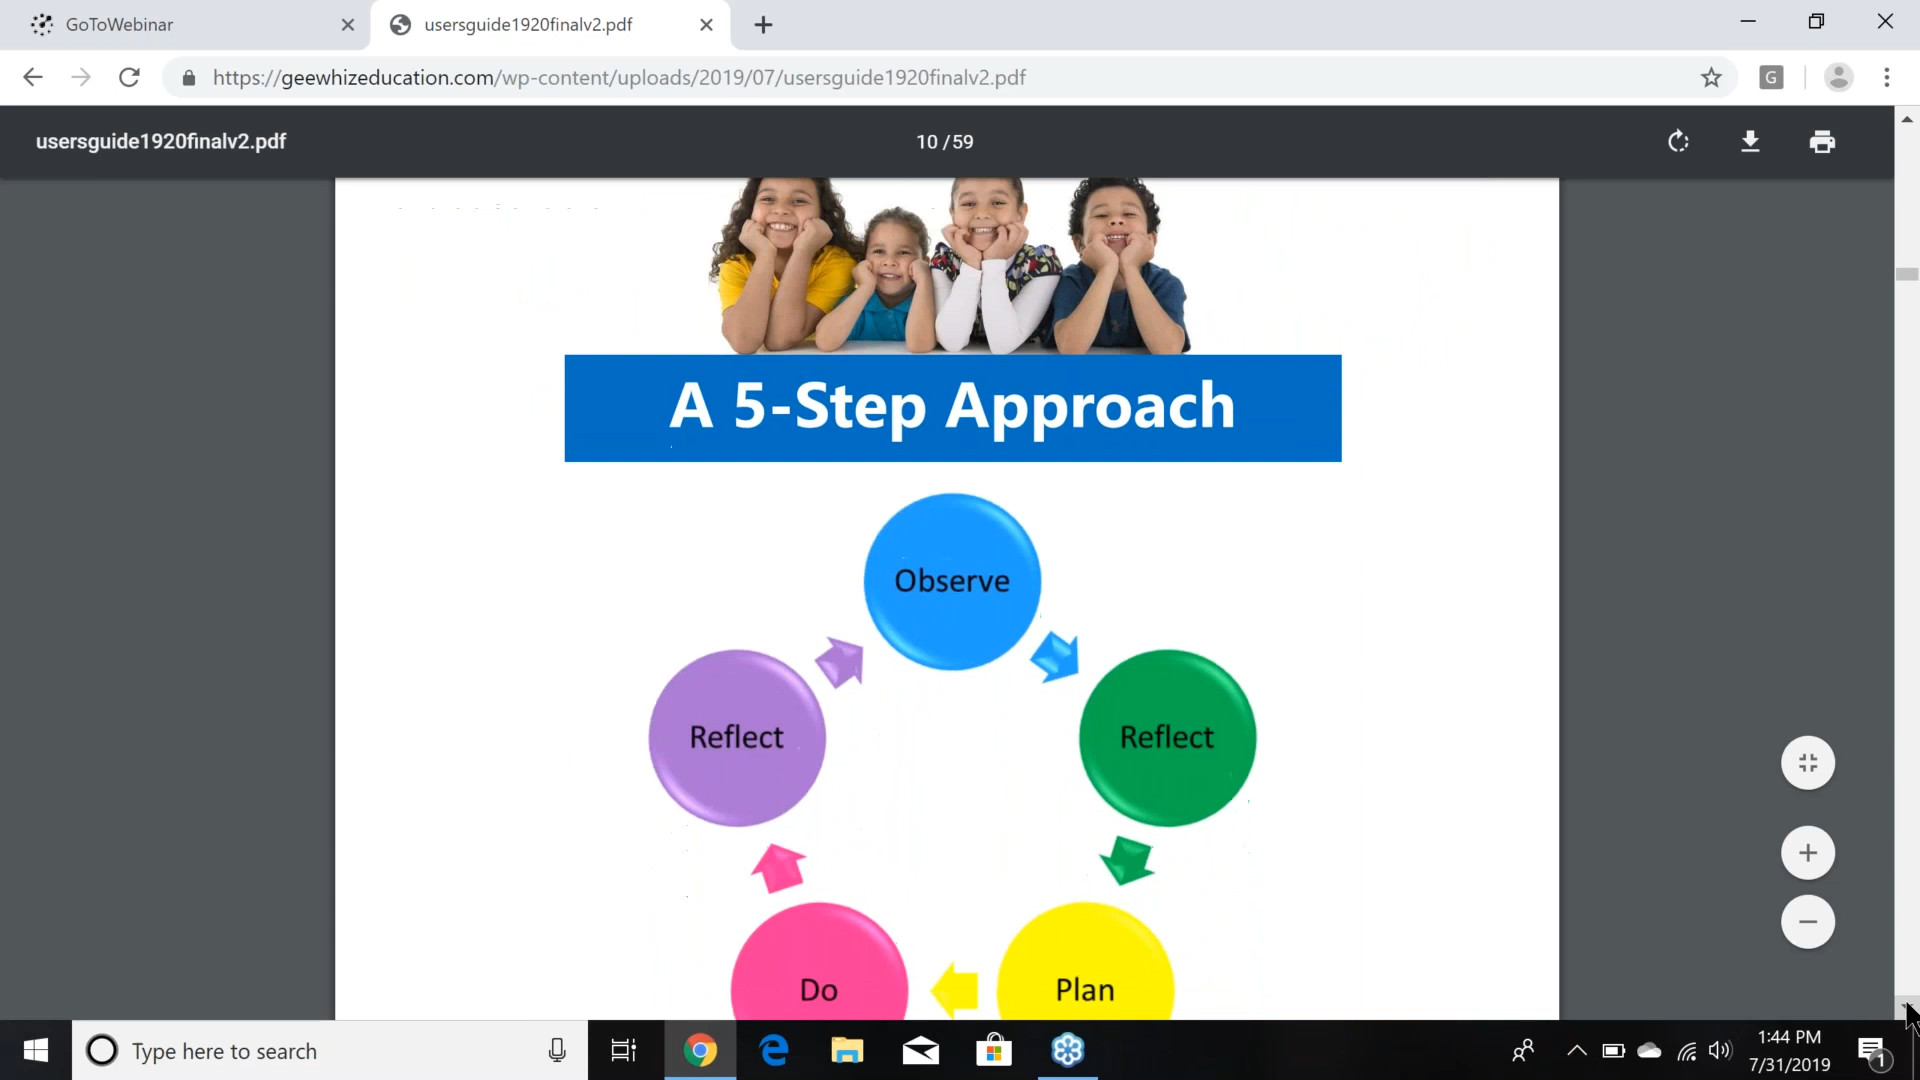 GoToWebinar
usersguide1920finalv2.pdf
https://geewhizeducation.com/wp-content/uploads/2019/07/usersguide1920finalv2.pdf
G
usersguide1920finalv2.pdf
10 / 59
A 5-Step Approach
Observe
Reflect
Reflect
Do
Plan
Type here to search
1:44 PM
7/31/2019
1